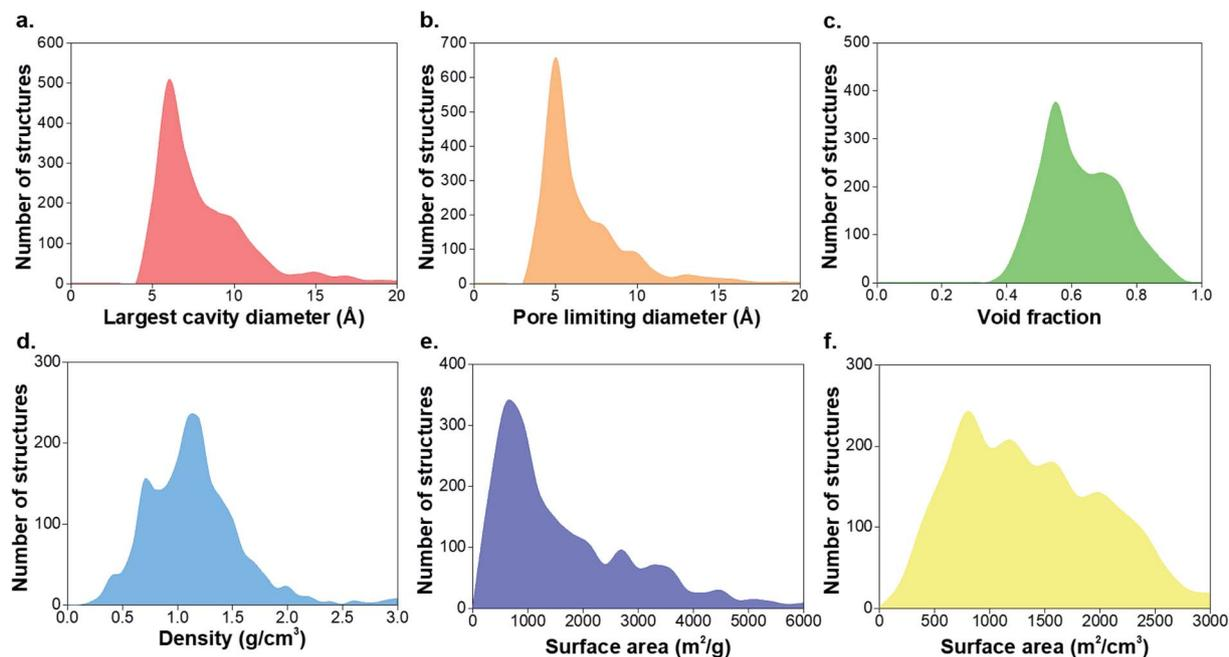 a.
600
500
400
300
200
100
0
Number of structures
0 5 10 15 20
Largest cavity diameter (Å)
b.
700
600
500
400
300
200
100
0
Number of structures
0 5 10 15 20
Pore limiting diameter (Å)
c.
500
400
300
200
100
0
Number of structures
0.0 0.2 0.4 0.6 0.8 1.0
Void fraction
d.
300
200
100
0
Number of structures
0.0 0.5 1.0 1.5 2.0 2.5 3.0
Density (g/cm³)
e.
400
300
200
100
0
Number of structures
0 1000 2000 3000 4000 5000 6000
Surface area (m²/g)
f.
300
200
100
0
Number of structures
0 500 1000 1500 2000 2500 3000
Surface area (m²/cm³)